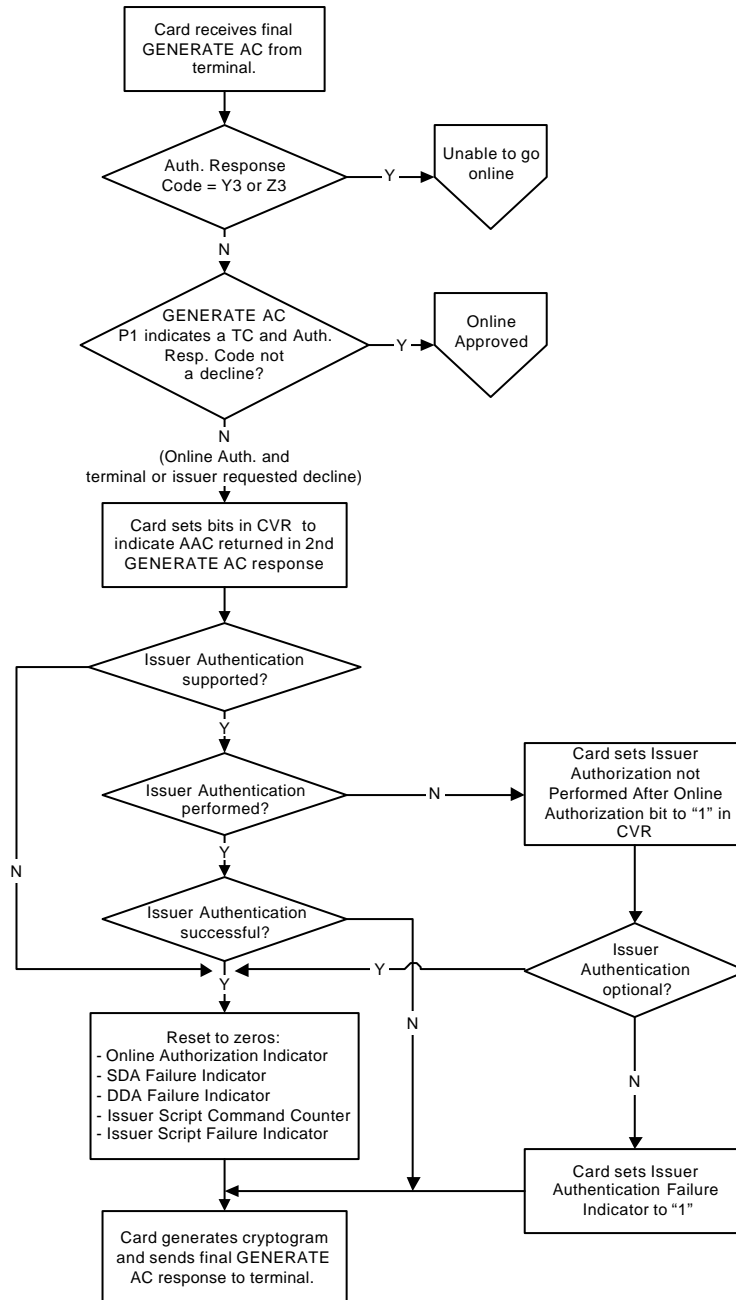 Card receives final
GENERATE AC from
terminal.
Auth. Response
Code = Y3 or Z3
Y
Unable to go
online
N
GENERATE AC
P1 indicates a TC and Auth.
Resp. Code not
a decline?
Y
Online
Approved
N
(Online Auth. and
terminal or issuer requested decline)
Card sets bits in CVR to
indicate AAC returned in 2nd
GENERATE AC response
Issuer Authentication
supported?
Y
Issuer Authentication
performed?
N
Card sets Issuer
Authorization not
Performed After Online
Authorization bit to “1” in
CVR
Y
N
Issuer Authentication
successful?
Issuer
Authentication
optional?
Y
Y
N
N
Reset to zeros:
- Online Authorization Indicator
- SDA Failure Indicator
- DDA Failure Indicator
- Issuer Script Command Counter
- Issuer Script Failure Indicator
Card sets Issuer
Authentication Failure
Indicator to “1”
Card generates cryptogram
and sends final GENERATE
AC response to terminal.